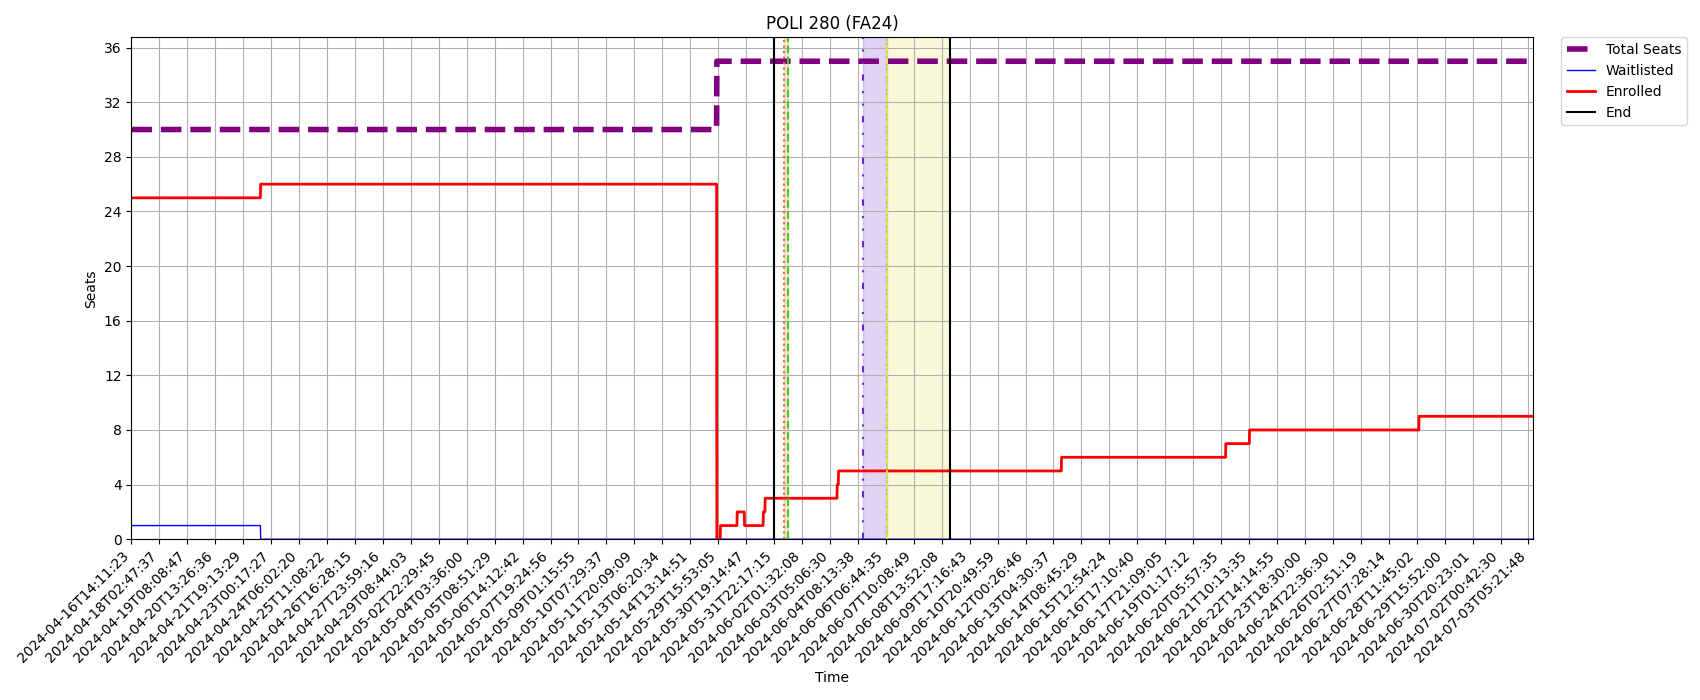 POLI 280 (FA24)
Total Seats
Waitlisted
Enrolled
End
Seats
36
32
28
24
20
16
12
8
4
0
2024-04-16T14:11:23
2024-04-18T02:47:37
2024-04-19T08:08:47
2024-04-20T13:26:36
2024-04-21T19:13:29
2024-04-23T00:17:27
2024-04-24T06:02:20
2024-04-25T11:08:22
2024-04-26T16:28:15
2024-04-27T23:59:16
2024-04-29T08:44:03
2024-05-02T22:29:45
2024-05-04T03:36:00
2024-05-05T08:51:29
2024-05-06T14:12:42
2024-05-07T19:24:56
2024-05-09T01:15:55
2024-05-10T07:29:37
2024-05-11T20:09:09
2024-05-13T06:20:34
2024-05-14T13:14:51
2024-05-29T15:53:05
2024-05-30T19:14:47
2024-05-31T22:17:15
2024-06-02T01:32:08
2024-06-03T05:06:30
2024-06-04T08:13:38
2024-06-06T06:44:35
2024-06-07T10:08:49
2024-06-08T13:52:08
2024-06-09T17:16:43
2024-06-10T20:49:59
2024-06-12T00:26:46
2024-06-13T04:30:37
2024-06-14T08:45:29
2024-06-15T12:54:24
2024-06-16T17:10:40
2024-06-17T21:09:05
2024-06-19T01:17:12
2024-06-20T05:57:35
2024-06-21T10:13:35
2024-06-22T14:14:55
2024-06-23T18:30:00
2024-06-24T22:36:30
2024-06-26T02:51:19
2024-06-27T07:28:14
2024-06-28T11:45:02
2024-06-29T15:52:00
2024-06-30T20:23:01
2024-07-02T00:42:30
2024-07-03T05:21:48
Time